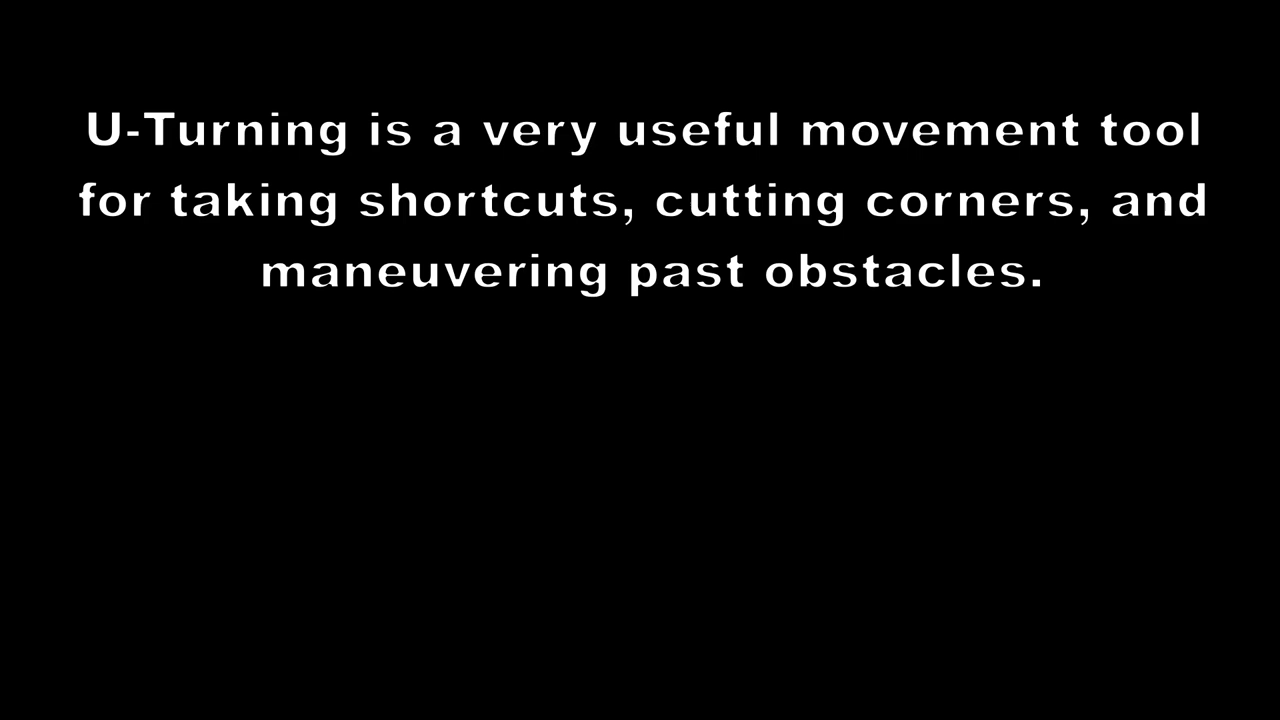 U-Turning is a very useful movement tool
for taking shortcuts, cutting corners, and
maneuvering past obstacles.